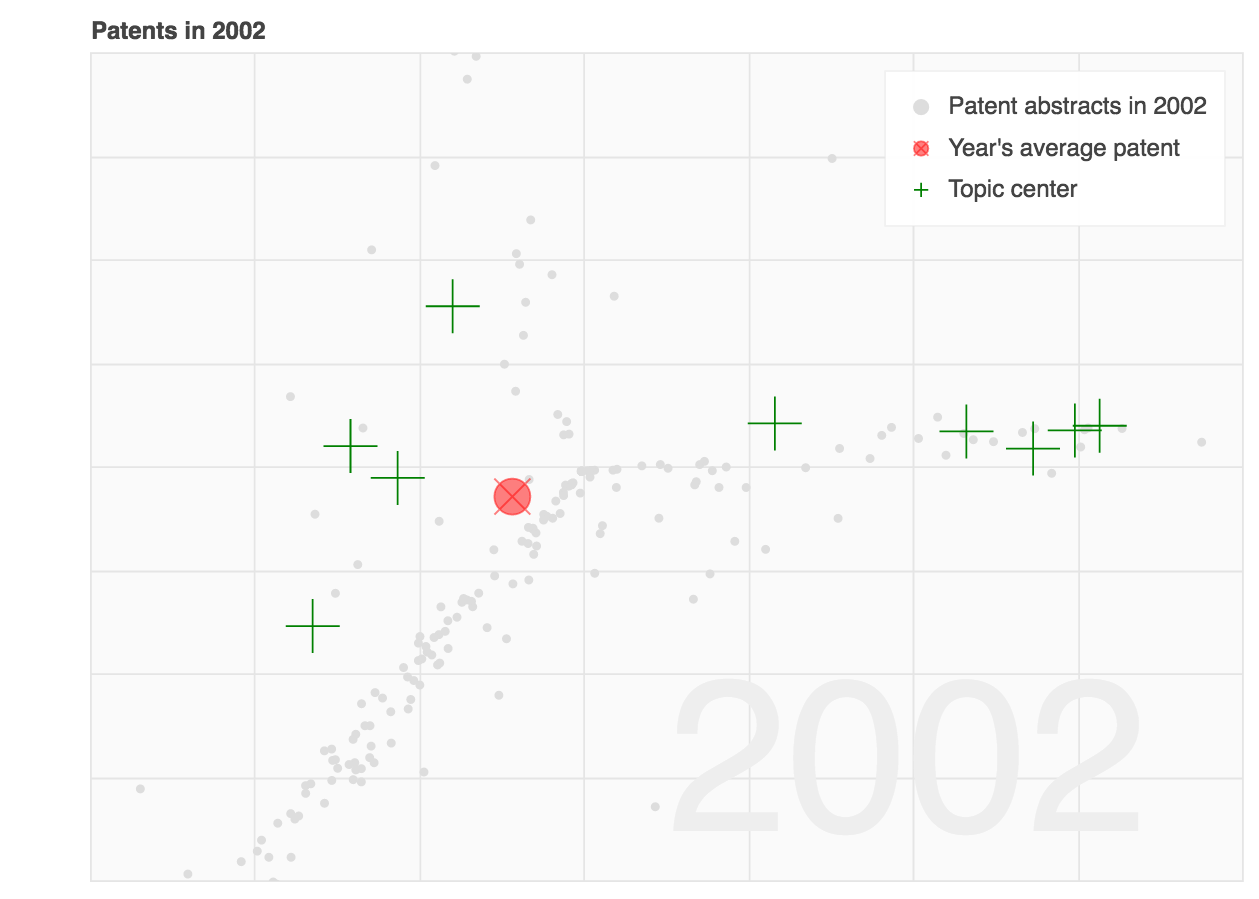 Patents in 2002
Patent abstracts in 2002
Year's average patent
Topic center
2002